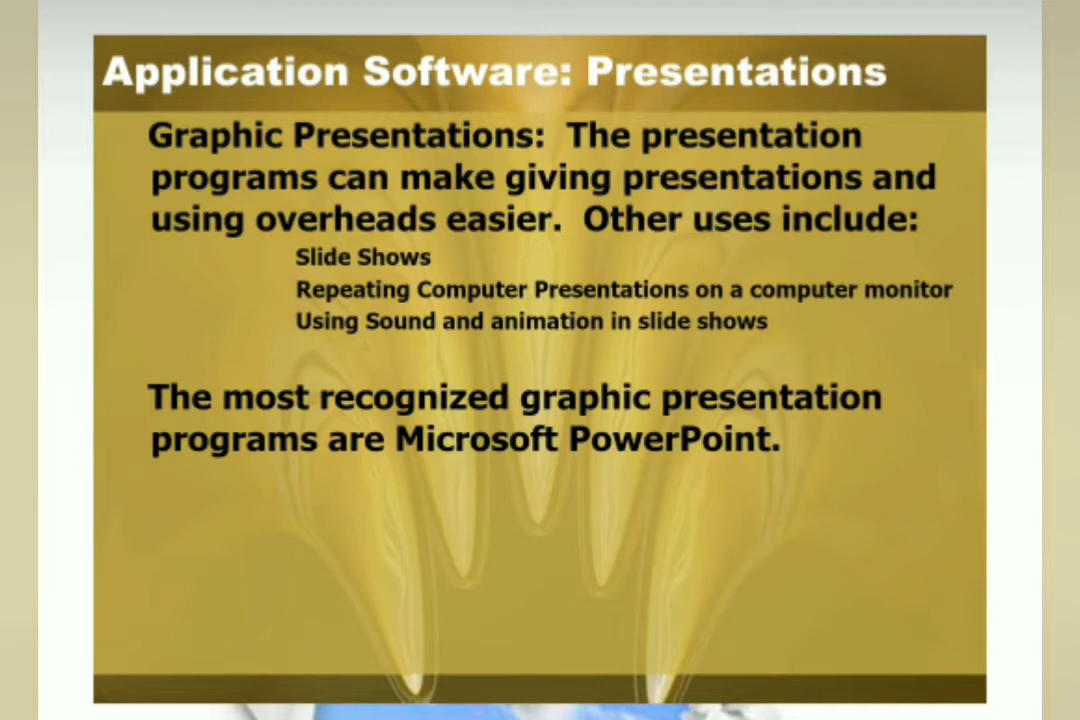 Application Software: Presentations
Graphic Presentations: The presentation
programs can make giving presentations and
using overheads easier. Other uses include:
Slide Shows
Repeating Computer Presentations on a computer monitor
Using Sound and animation in slide shows
The most recognized graphic presentation
programs are Microsoft PowerPoint.